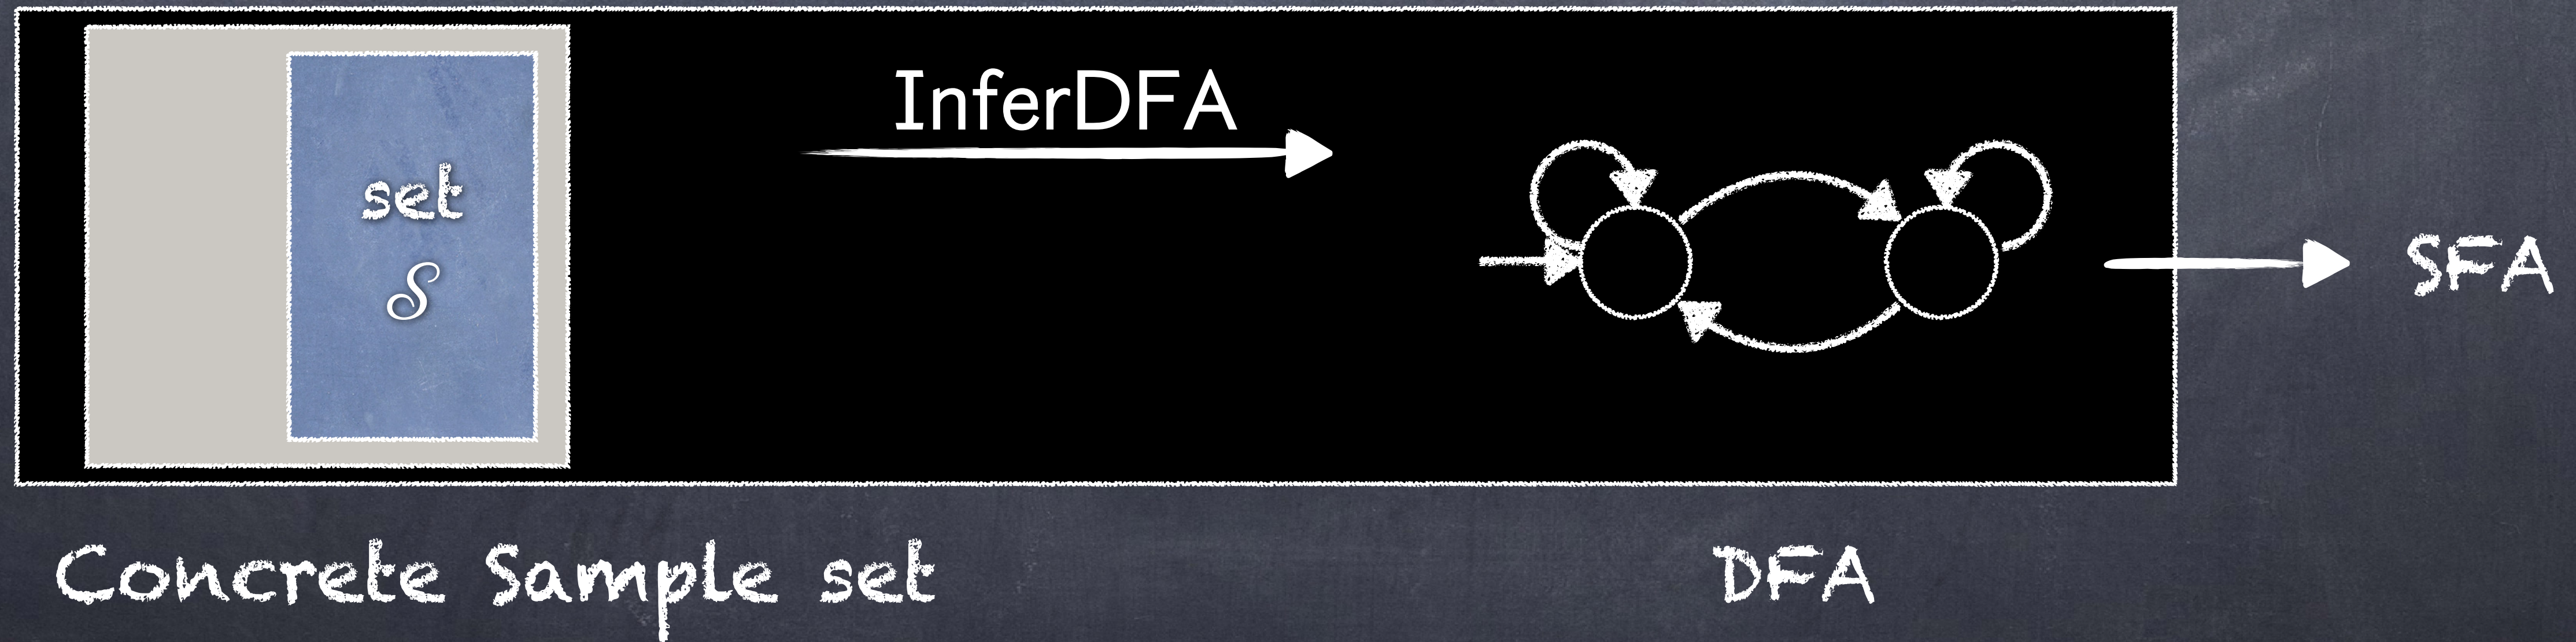 InferDFA
set
𝒮
SFA
Concrete Sample set
DFA